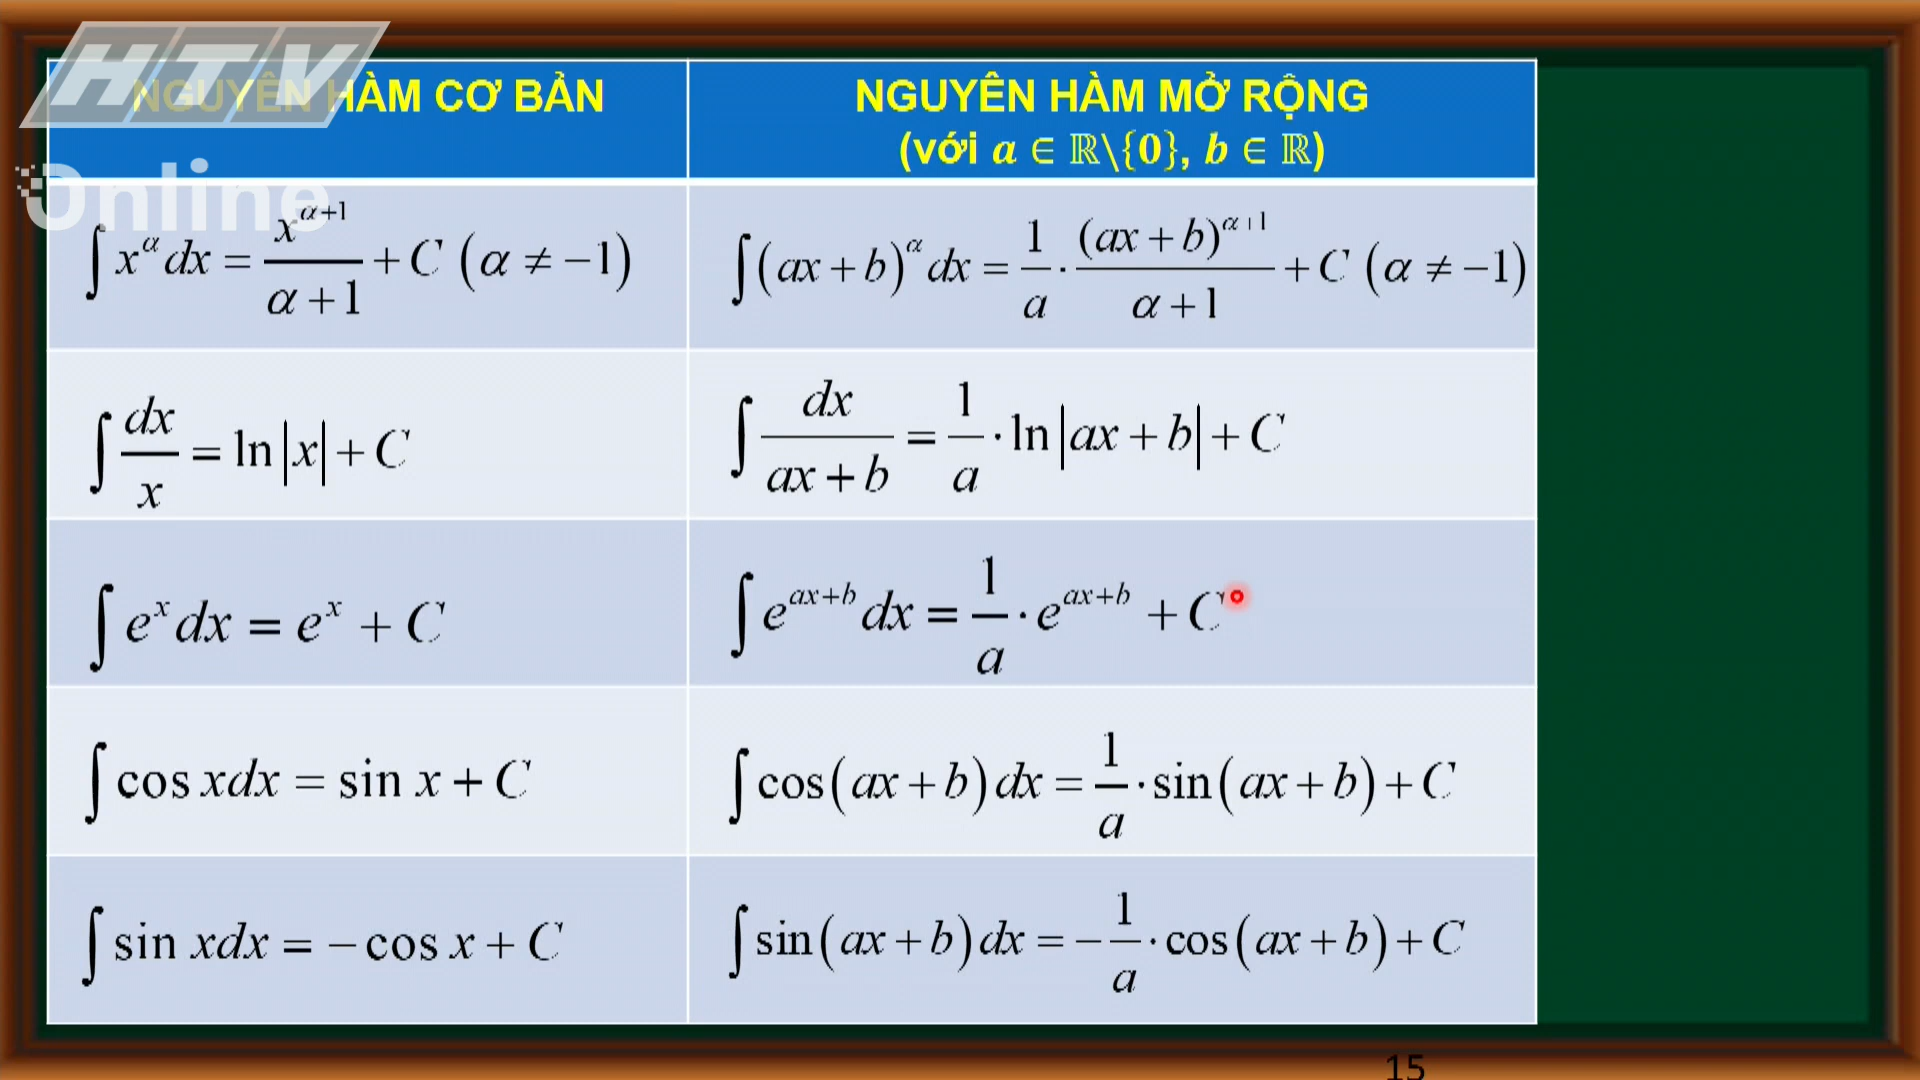 HTV
Online
NGUYÊN HÀM CƠ BẢN
NGUYÊN HÀM MỞ RỘNG
(với a ∈ ℝ\{0}, b ∈ ℝ)
∫ x^α dx = x^(α+1)/(α+1) + C (α ≠ −1)
∫ (ax + b)^α dx = 1/a · (ax + b)^(α+1)/(α+1) + C (α ≠ −1)
∫ dx/x = ln|x| + C
∫ dx/(ax + b) = 1/a · ln|ax + b| + C
∫ e^x dx = e^x + C
∫ e^(ax+b) dx = 1/a · e^(ax+b) + C
∫ cos xdx = sin x + C
∫ cos(ax + b)dx = 1/a · sin(ax + b) + C
∫ sin xdx = −cos x + C
∫ sin(ax + b)dx = −1/a · cos(ax + b) + C
15